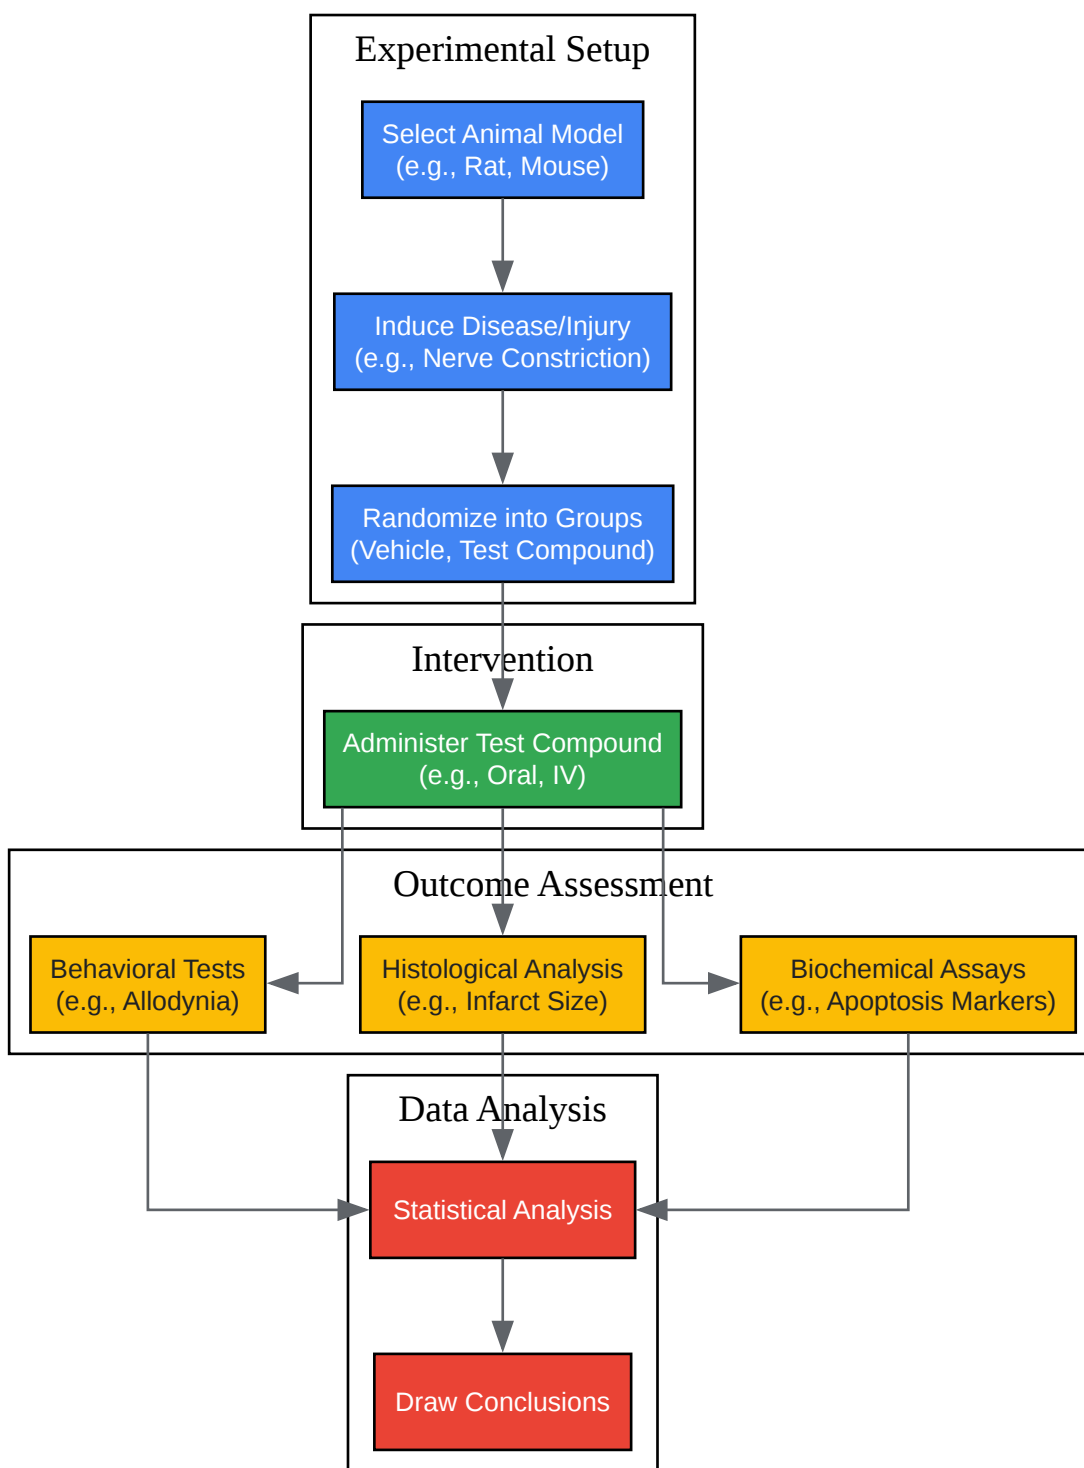 Experimental Setup
Select Animal Model
(e.g., Rat, Mouse)
Induce Disease/Injury
(e.g., Nerve Constriction)
Randomize into Groups
(Vehicle, Test Compound)
Intervention
Administer Test Compound
(e.g., Oral, IV)
Outcome Assessment
Behavioral Tests
(e.g., Allodynia)
Histological Analysis
(e.g., Infarct Size)
Biochemical Assays
(e.g., Apoptosis Markers)
Data Analysis
Statistical Analysis
Draw Conclusions